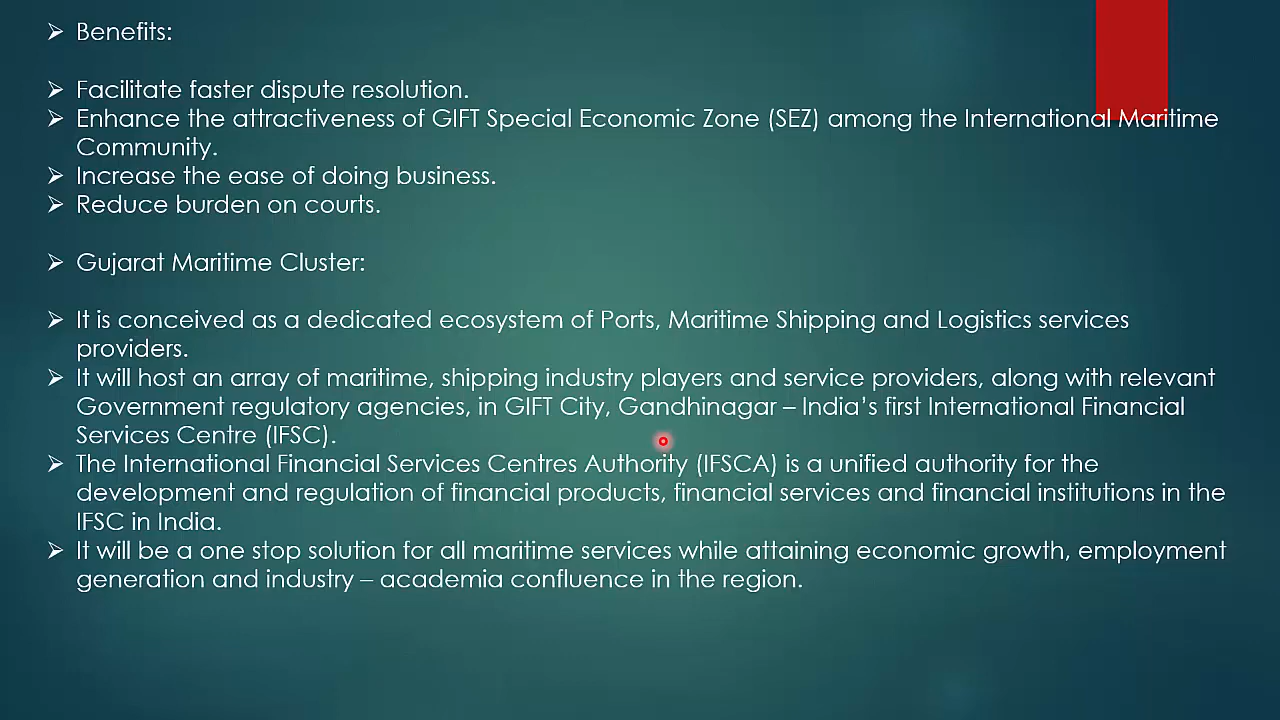 ➢ Benefits:
➢ Facilitate faster dispute resolution.
➢ Enhance the attractiveness of GIFT Special Economic Zone (SEZ) among the International Maritime
Community.
➢ Increase the ease of doing business.
➢ Reduce burden on courts.
➢ Gujarat Maritime Cluster:
➢ It is conceived as a dedicated ecosystem of Ports, Maritime Shipping and Logistics services
providers.
➢ It will host an array of maritime, shipping industry players and service providers, along with relevant
Government regulatory agencies, in GIFT City, Gandhinagar – India’s first International Financial
Services Centre (IFSC).
➢ The International Financial Services Centres Authority (IFSCA) is a unified authority for the
development and regulation of financial products, financial services and financial institutions in the
IFSC in India.
➢ It will be a one stop solution for all maritime services while attaining economic growth, employment
generation and industry – academia confluence in the region.